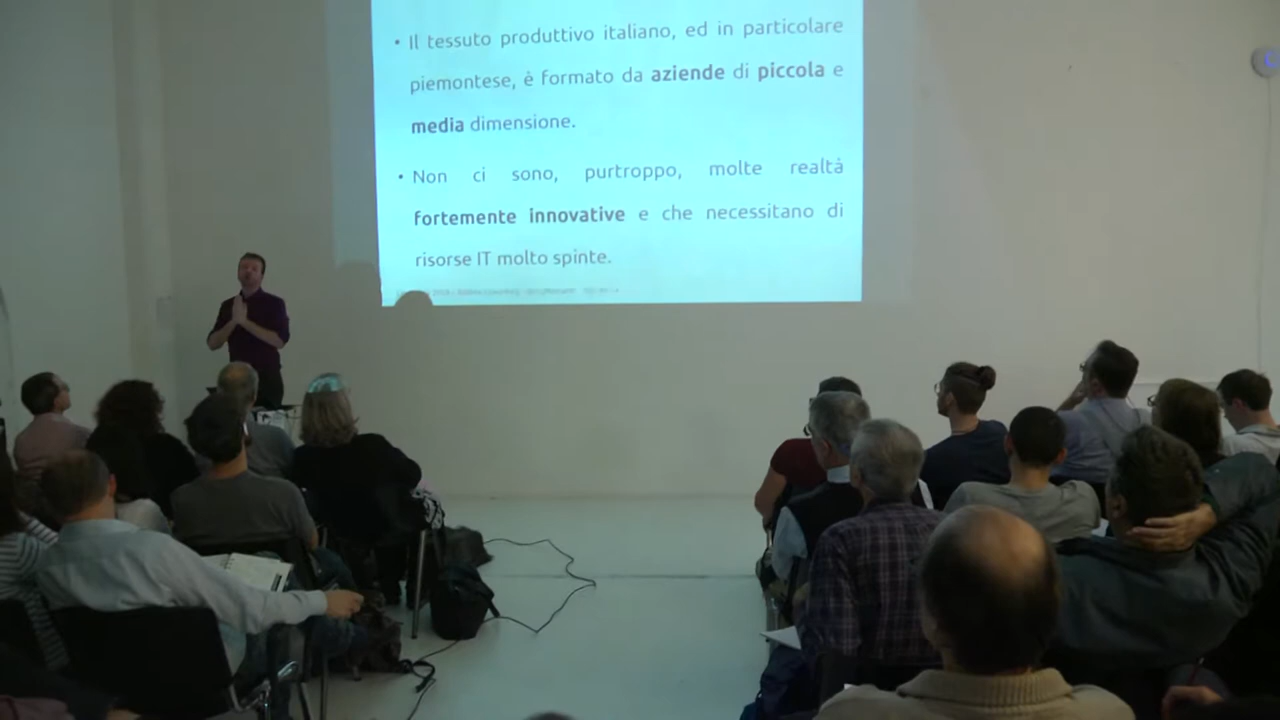 • Il tessuto produttivo italiano, ed in particolare
piemontese, è formato da aziende di piccola e
media dimensione.
• Non ci sono, purtroppo, molte realtà
fortemente innovative e che necessitano di
risorse IT molto spinte.